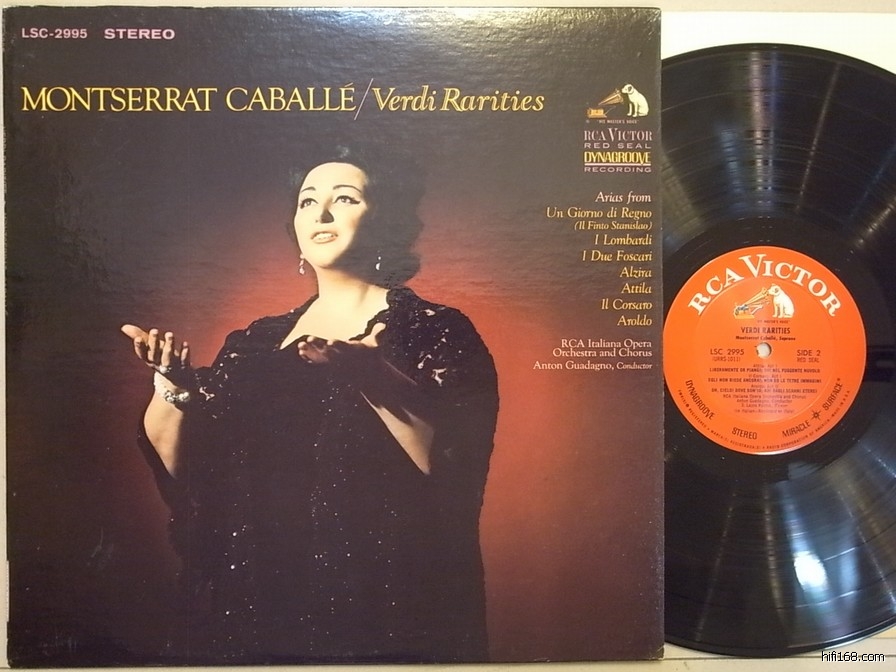 LSC-2995 STEREO
MONTSERRAT CABALLÉ/Verdi Rarities
"HIS MASTER'S VOICE"
RCA VICTOR
RED SEAL
DYNAGROOVE
RECORDING
Arias from
Un Giorno di Regno
(Il Finto Stanislao)
I Lombardi
I Due Foscari
Alzira
Attila
Il Corsaro
Aroldo
RCA Italiana Opera
Orchestra and Chorus
Anton Guadagno, Conductor
RCA VICTOR
VERDI RARITIES
Montserrat Caballé, Soprano
LSC 2995 SIDE 2
RED SEAL
DYNAGROOVE
STEREO
MIRACLE SURFACE
hifi168.com